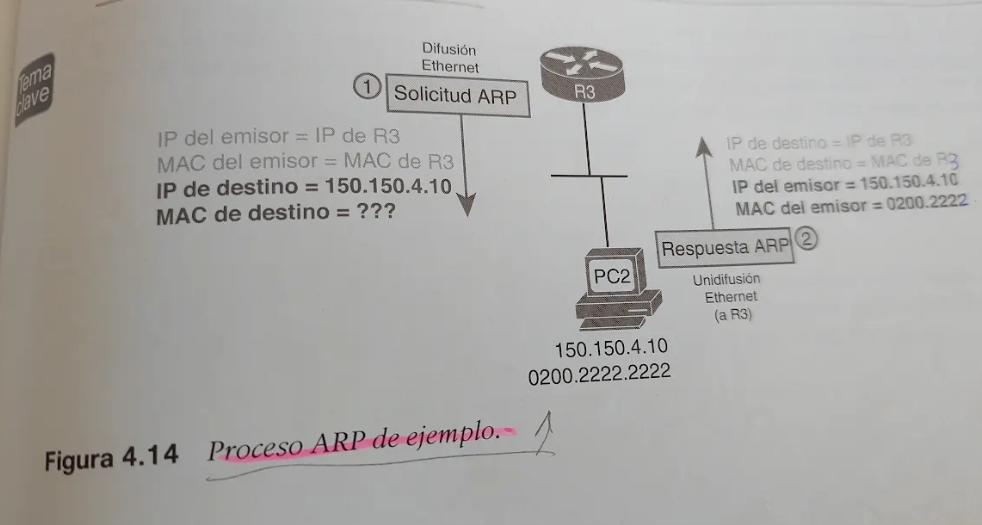 Tema
clave
Difusión
Ethernet
1
Solicitud ARP
R3
IP del emisor = IP de R3
MAC del emisor = MAC de R3
IP de destino = 150.150.4.10
MAC de destino = ???
IP de destino = IP de R3
MAC de destino = MAC de R3
IP del emisor = 150.150.4.10
MAC del emisor = 0200.2222
Respuesta ARP
2
Unidifusión
Ethernet
(a R3)
PC2
150.150.4.10
0200.2222.2222
Figura 4.14 Proceso ARP de ejemplo.